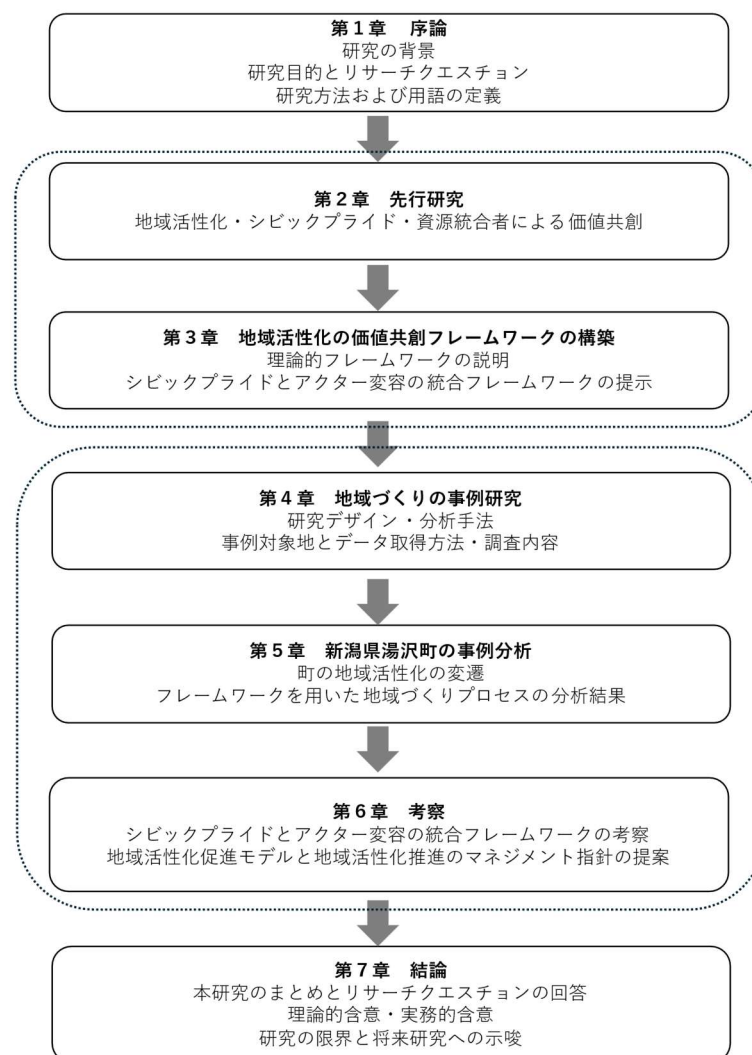 第1章　序論
研究の背景
研究目的とリサーチクエスチョン
研究方法および用語の定義
第2章　先行研究
地域活性化・シビックプライド・資源統合者による価値共創
第3章　地域活性化の価値共創フレームワークの構築
理論的フレームワークの説明
シビックプライドとアクター変容の統合フレームワークの提示
第4章　地域づくりの事例研究
研究デザイン・分析手法
事例対象地とデータ取得方法・調査内容
第5章　新潟県湯沢町の事例分析
町の地域活性化の変遷
フレームワークを用いた地域づくりプロセスの分析結果
第6章　考察
シビックプライドとアクター変容の統合フレームワークの考察
地域活性化促進モデルと地域活性化推進のマネジメント指針の提案
第7章　結論
本研究のまとめとリサーチクエスチョンの回答
理論的含意・実務的含意
研究の限界と将来研究への示唆